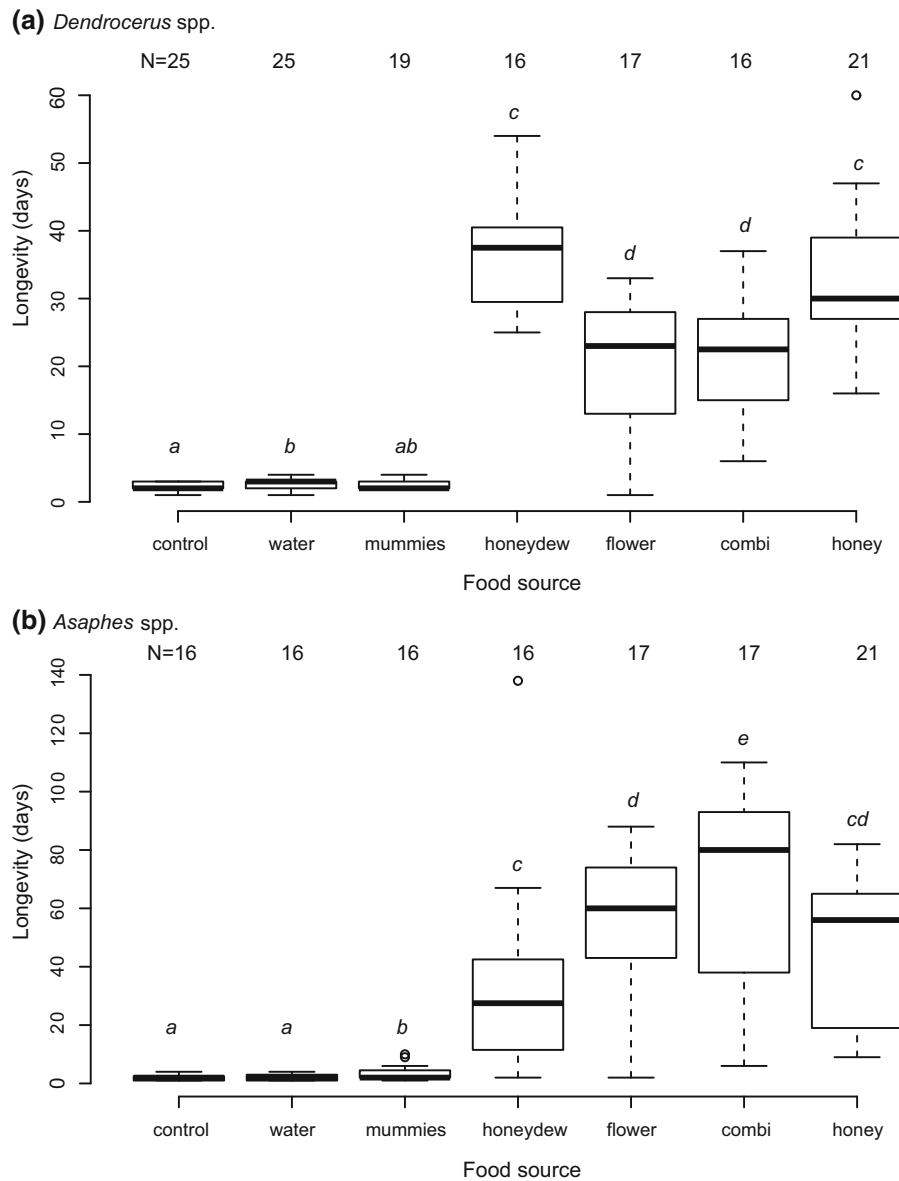 (a) Dendrocerus spp.
N=25 25 19 16 17 16 21
60
50
40
30
20
10
0
Longevity (days)
a b ab c d d c
control water mummies honeydew flower combi honey
Food source
(b) Asaphes spp.
N=16 16 16 16 17 17 21
140
120
100
80
60
40
20
0
Longevity (days)
a a b c d e cd
control water mummies honeydew flower combi honey
Food source